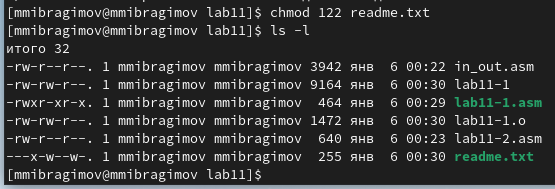 [mmibragimov@mmibragimov lab11]$ chmod 122 readme.txt
[mmibragimov@mmibragimov lab11]$ ls -l
итого 32
-rw-r--r--. 1 mmibragimov mmibragimov 3942 янв  6 00:22 in_out.asm
-rw-rw-r--. 1 mmibragimov mmibragimov 9164 янв  6 00:30 lab11-1
-rwxr-xr-x. 1 mmibragimov mmibragimov  464 янв  6 00:29 lab11-1.asm
-rw-rw-r--. 1 mmibragimov mmibragimov 1472 янв  6 00:30 lab11-1.o
-rw-r--r--. 1 mmibragimov mmibragimov  640 янв  6 00:23 lab11-2.asm
---x-w--w-. 1 mmibragimov mmibragimov  255 янв  6 00:30 readme.txt
[mmibragimov@mmibragimov lab11]$